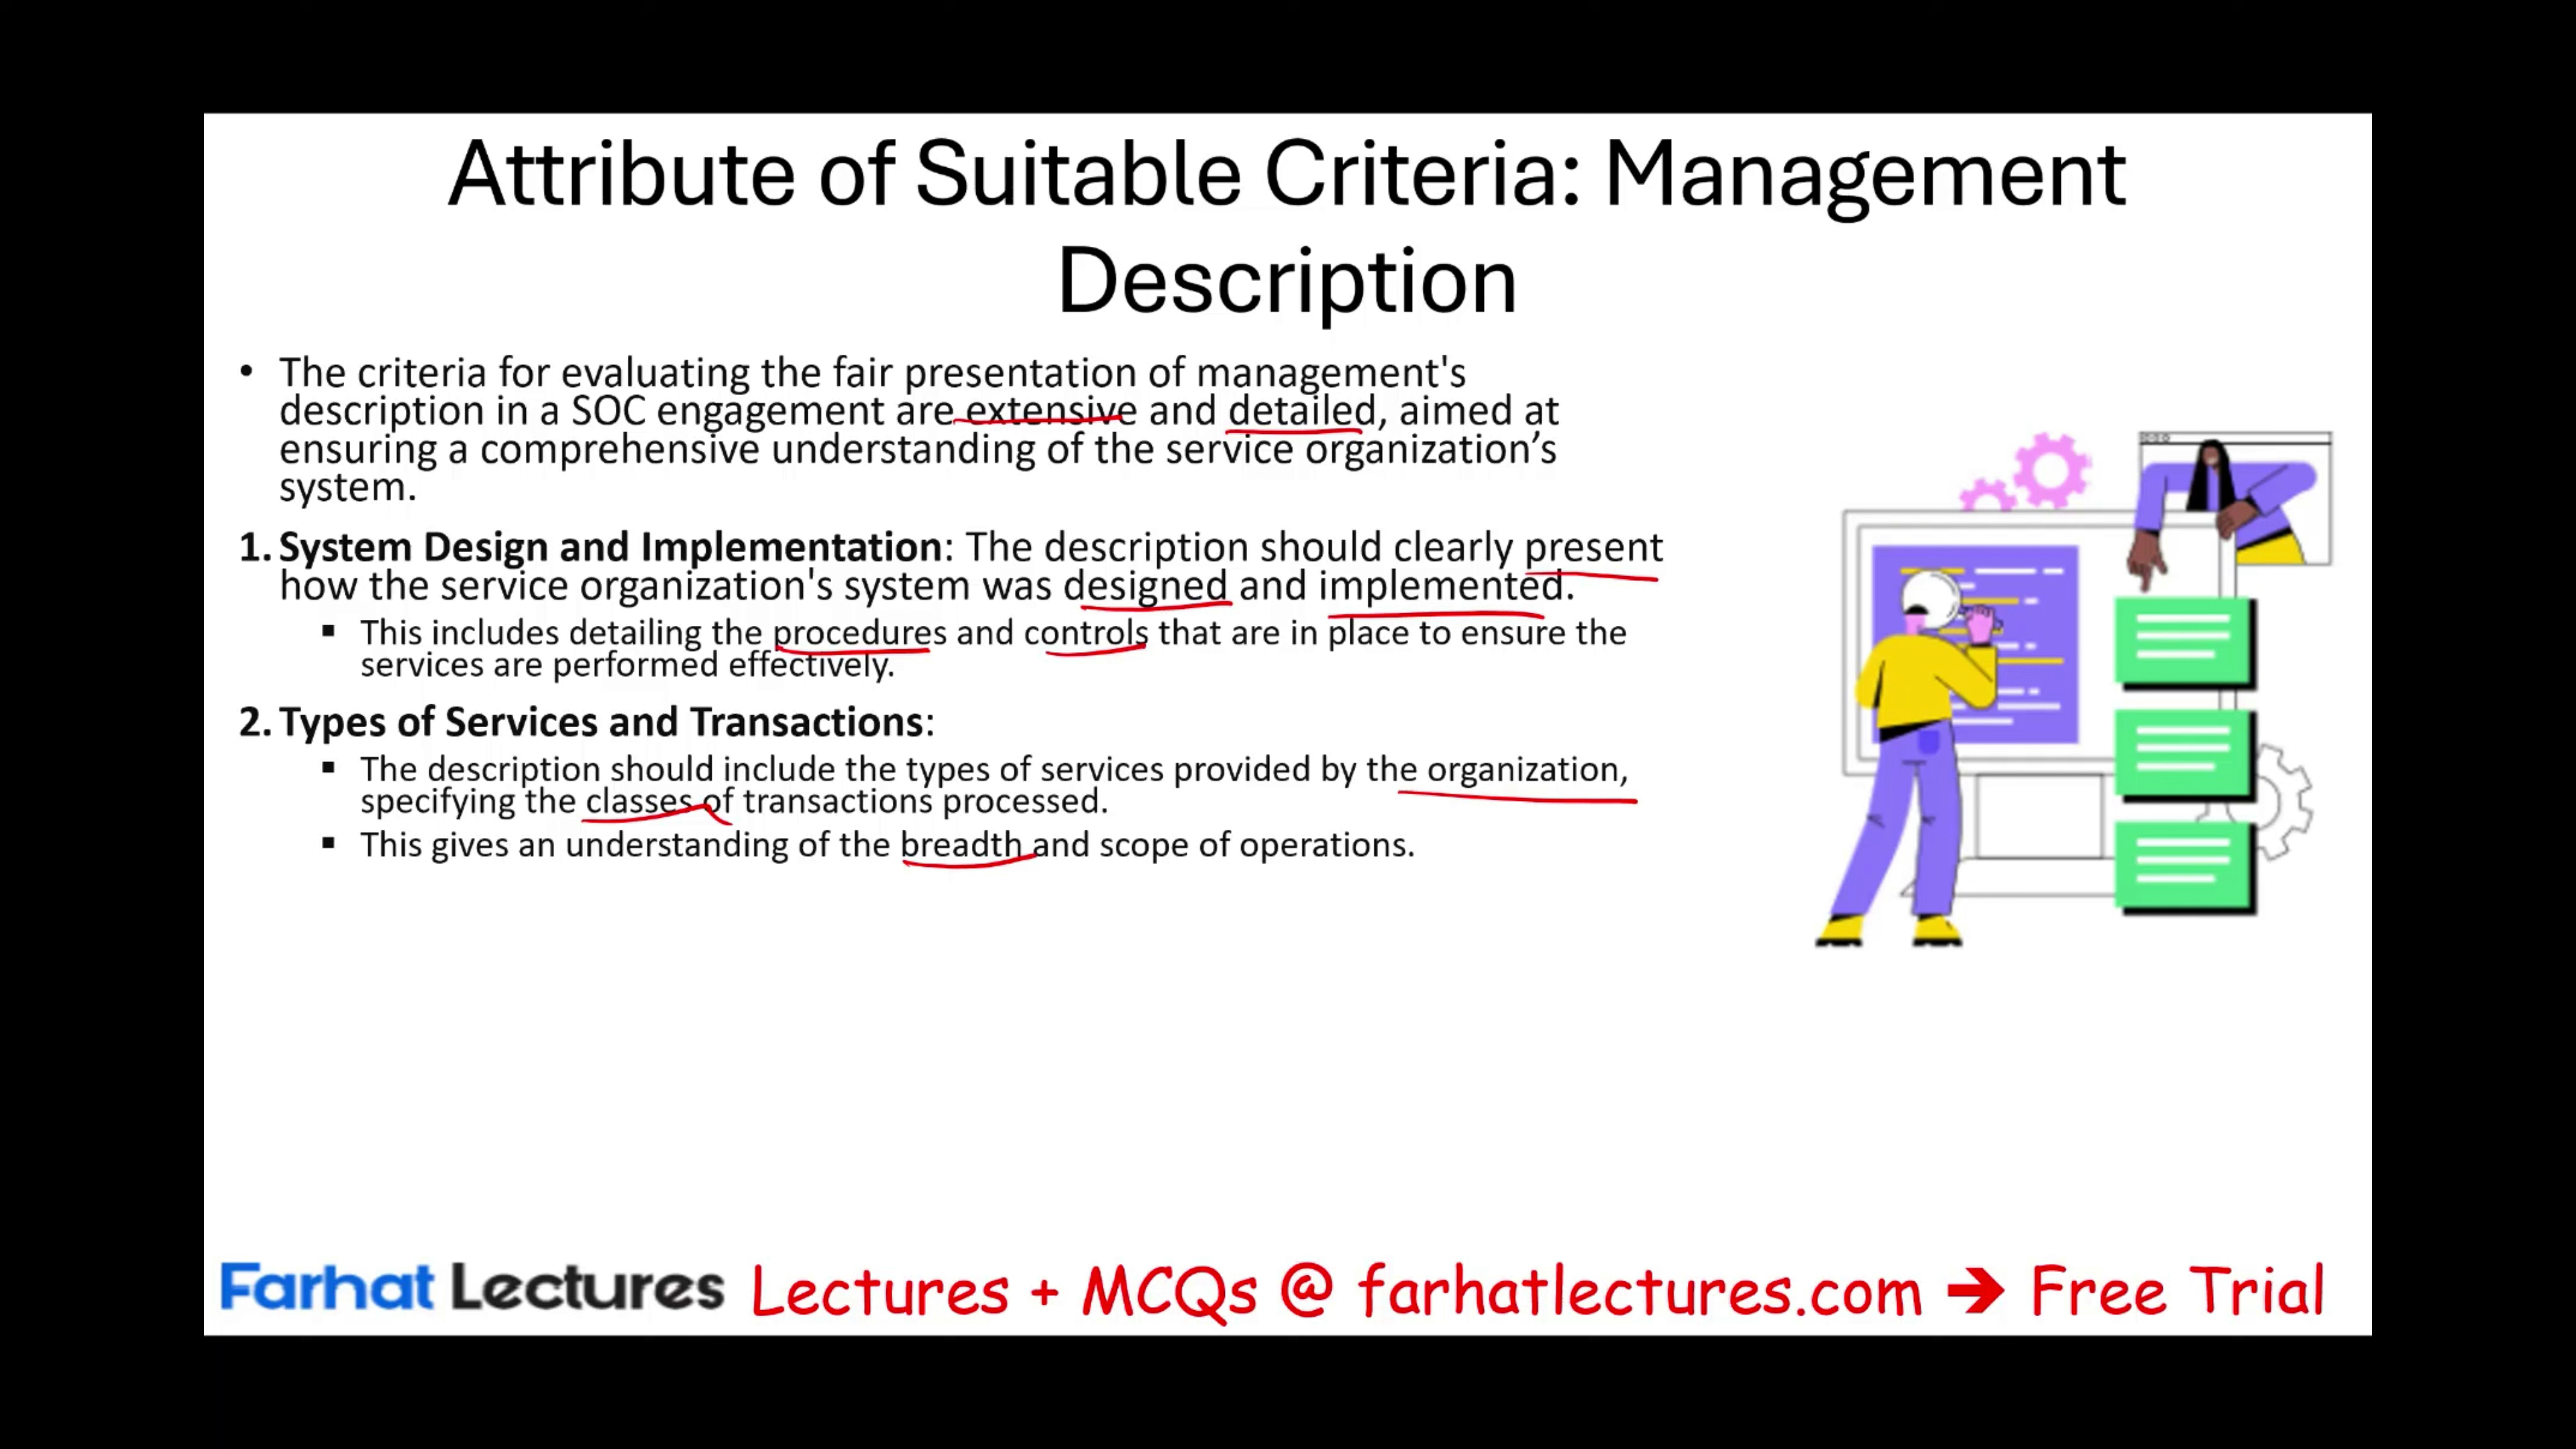 Attribute of Suitable Criteria: Management
Description
• The criteria for evaluating the fair presentation of management's
description in a SOC engagement are extensive and detailed, aimed at
ensuring a comprehensive understanding of the service organization’s
system.
1. System Design and Implementation: The description should clearly present
how the service organization's system was designed and implemented.
▪ This includes detailing the procedures and controls that are in place to ensure the
services are performed effectively.
2. Types of Services and Transactions:
▪ The description should include the types of services provided by the organization,
specifying the classes of transactions processed.
▪ This gives an understanding of the breadth and scope of operations.
Farhat Lectures Lectures + MCQs @ farhatlectures.com ➔ Free Trial